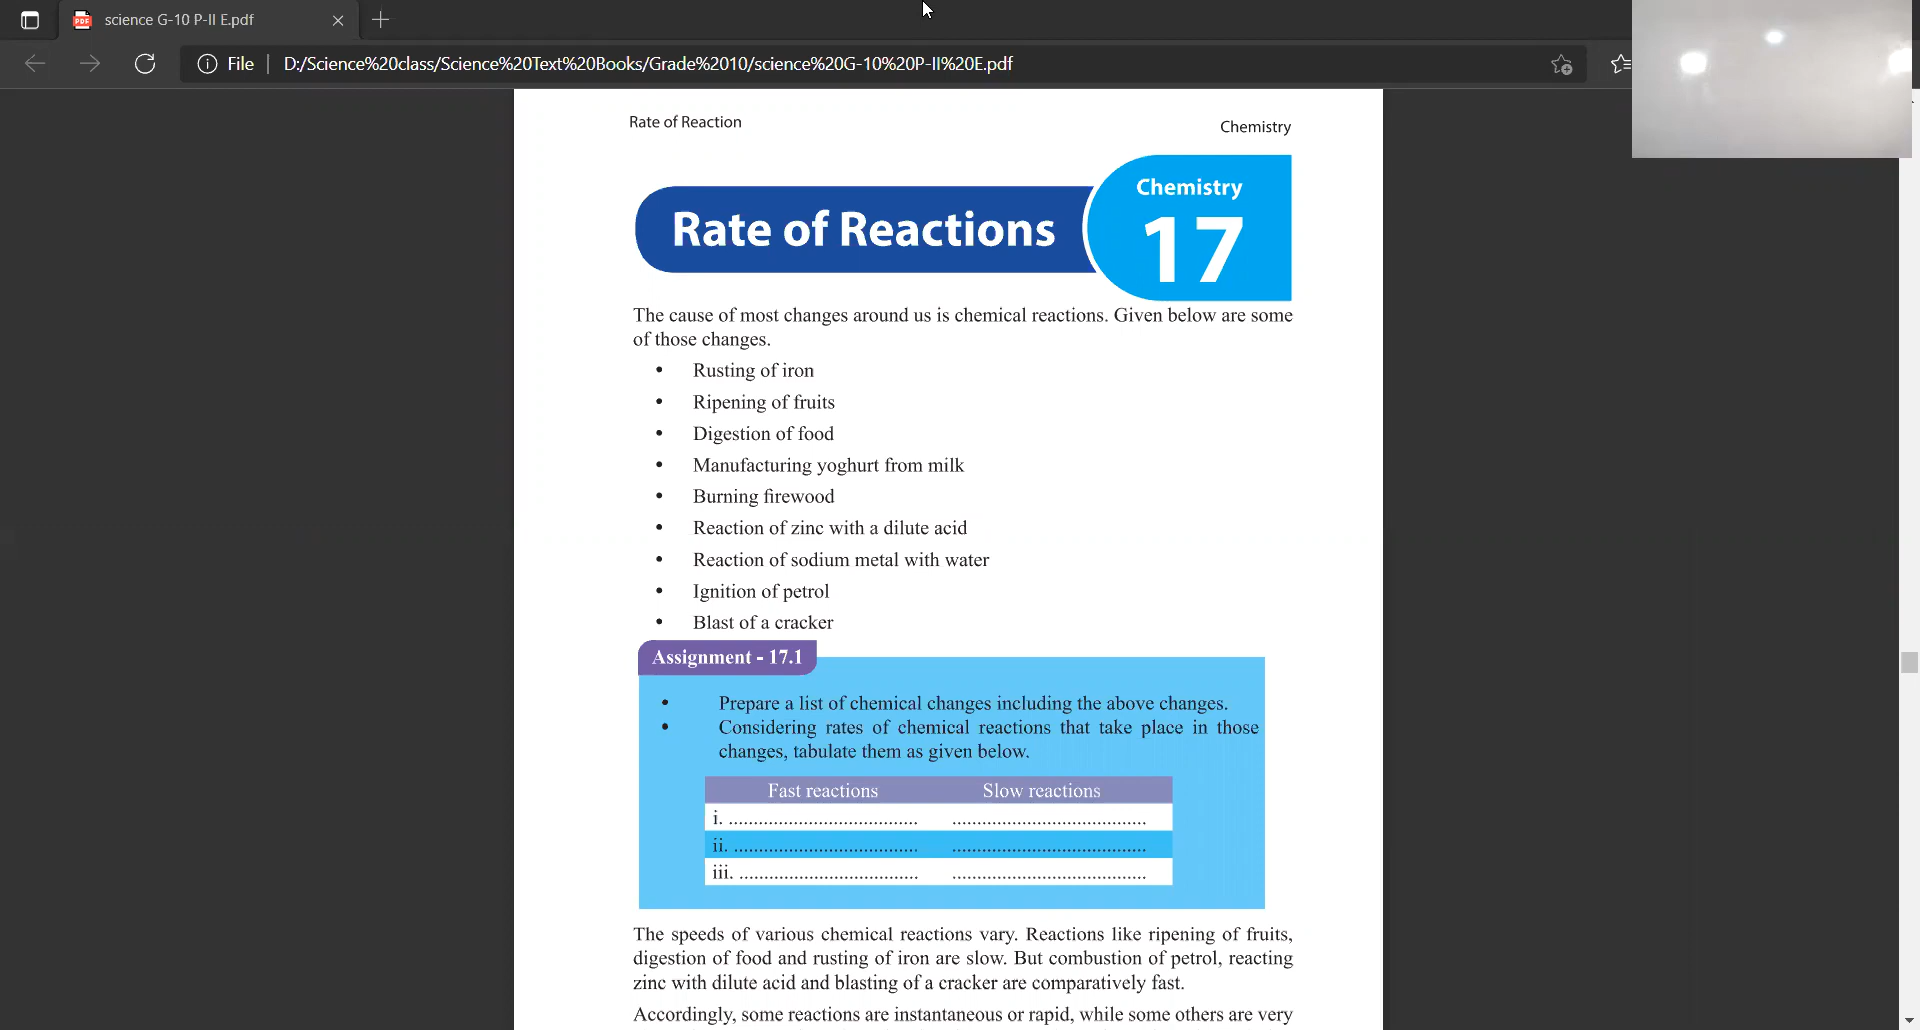 science G-10 P-II E.pdf
File
D:/Science%20class/Science%20Text%20Books/Grade%2010/science%20G-10%20P-II%20E.pdf
Rate of Reaction
Chemistry
Chemistry
Rate of Reactions
17
The cause of most changes around us is chemical reactions. Given below are some
of those changes.
• Rusting of iron
• Ripening of fruits
• Digestion of food
• Manufacturing yoghurt from milk
• Burning firewood
• Reaction of zinc with a dilute acid
• Reaction of sodium metal with water
• Ignition of petrol
• Blast of a cracker
Assignment - 17.1
• Prepare a list of chemical changes including the above changes.
• Considering rates of chemical reactions that take place in those
changes, tabulate them as given below.
Fast reactions Slow reactions
i. ...................................... .......................................
ii. ..................................... .......................................
iii. .................................... .......................................
The speeds of various chemical reactions vary. Reactions like ripening of fruits,
digestion of food and rusting of iron are slow. But combustion of petrol, reacting
zinc with dilute acid and blasting of a cracker are comparatively fast.
Accordingly, some reactions are instantaneous or rapid, while some others are very